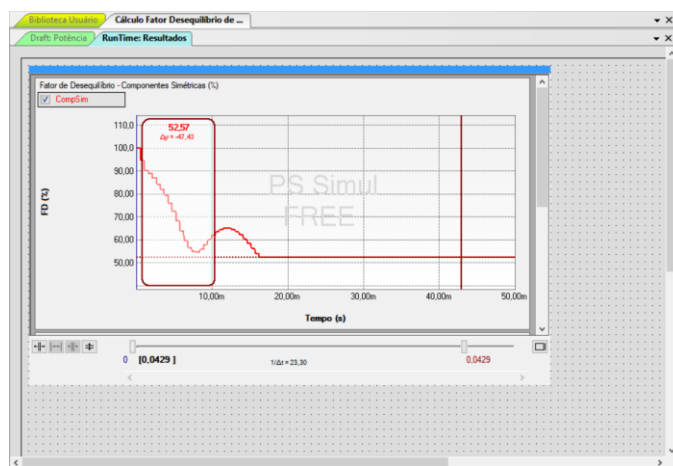 Biblioteca Usuário
Cálculo Fator Desequilíbrio de ...
Draft: Potência
RunTime: Resultados
Fator de Desequilíbrio - Componentes Simétricas (%)
CompSim
52,57
Δy = -47,43
110,0
100,0
90,00
80,00
70,00
60,00
50,00
FD (%)
PS Simul
FREE
10,00m
20,00m
30,00m
40,00m
50,00m
Tempo (s)
0
[0,0429 ]
1/Δt = 23,30
0,0429